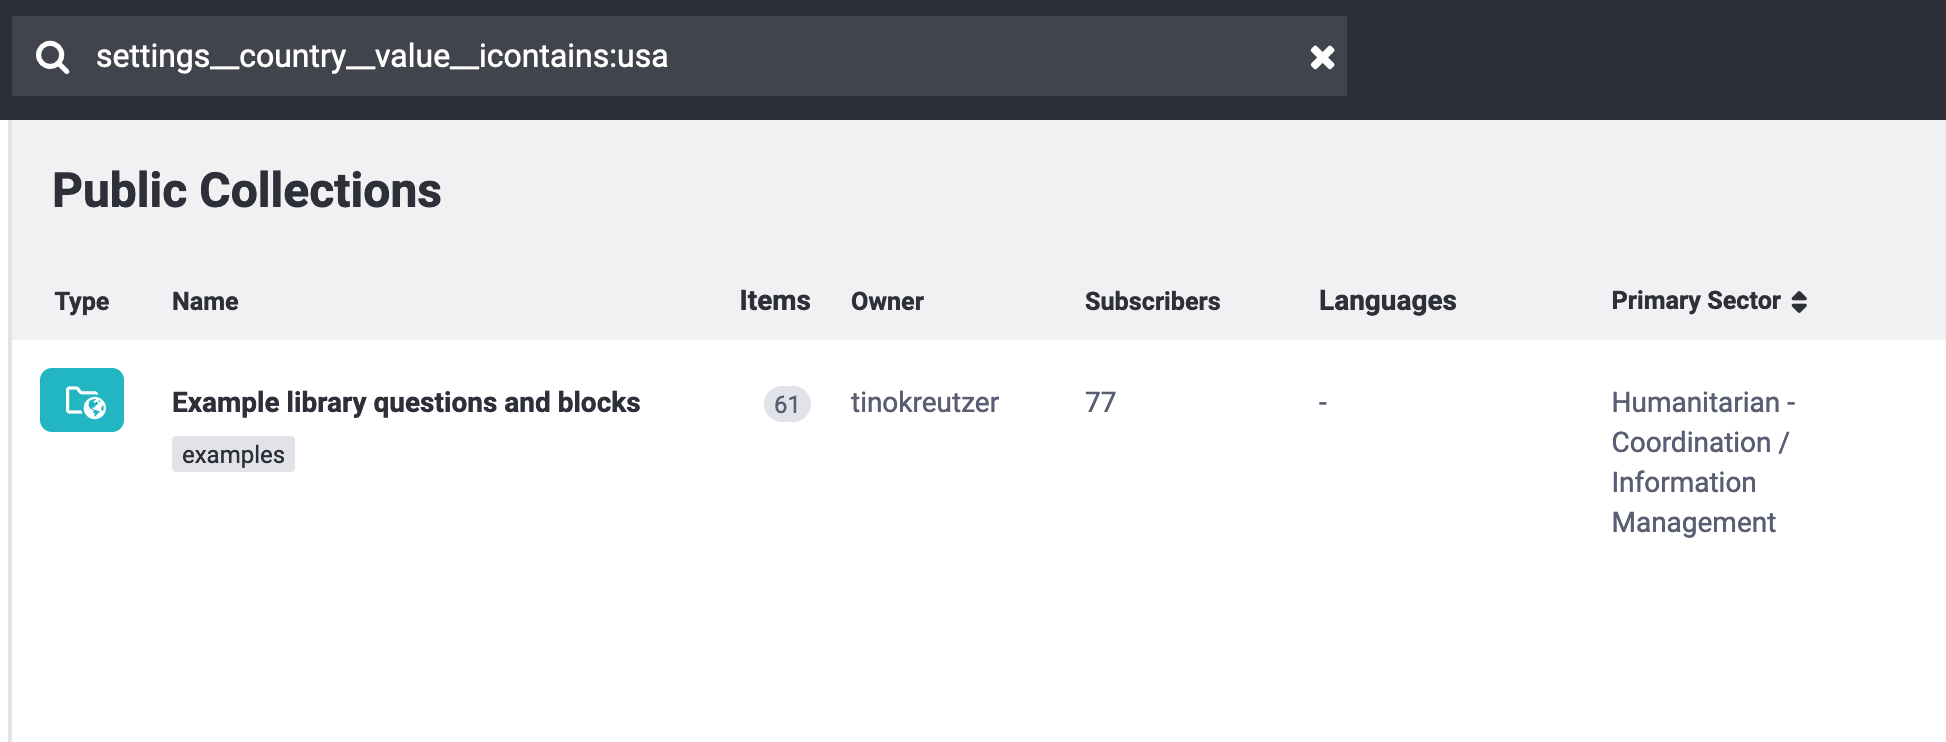 settings__country__value__icontains:usa
Public Collections
Type Name Items Owner Subscribers Languages Primary Sector
Example library questions and blocks 61 tinokreutzer 77 - Humanitarian -
Coordination /
examples
Information
Management